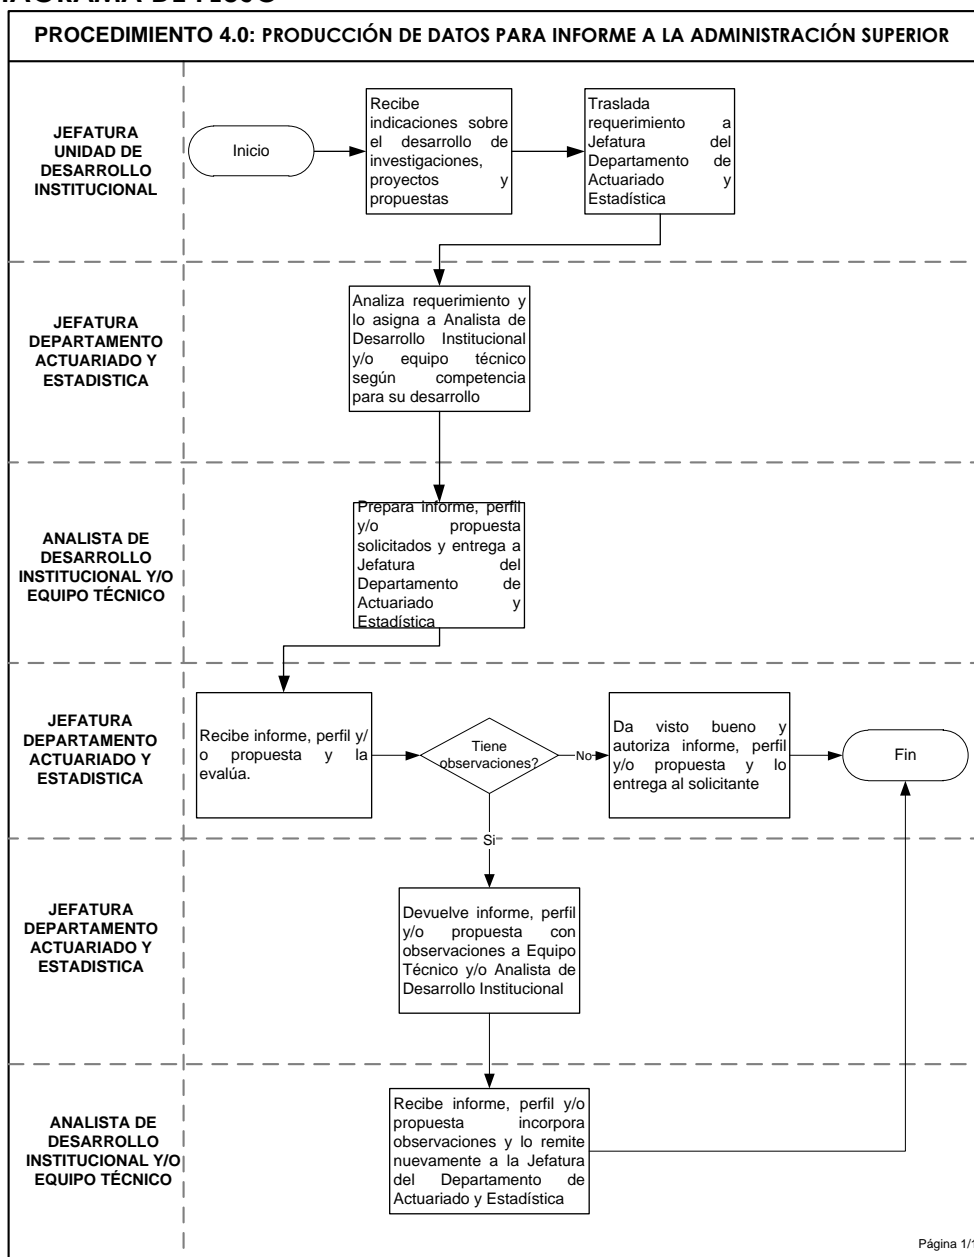 PROCEDIMIENTO 4.0: PRODUCCIÓN DE DATOS PARA INFORME A LA ADMINISTRACIÓN SUPERIOR
JEFATURA
UNIDAD DE
DESARROLLO
INSTITUCIONAL
Inicio
Recibe
indicaciones sobre
el desarrollo de
investigaciones,
proyectos y
propuestas
Traslada
requerimiento a
Jefatura del
Departamento de
Actuariado y
Estadística
JEFATURA
DEPARTAMENTO
ACTUARIADO Y
ESTADISTICA
Analiza requerimiento y
lo asigna a Analista de
Desarrollo Institucional
y/o equipo técnico
según competencia
para su desarrollo
ANALISTA DE
DESARROLLO
INSTITUCIONAL Y/O
EQUIPO TÉCNICO
Prepara informe, perfil
y/o propuesta
solicitados y entrega a
Jefatura del
Departamento de
Actuariado y
Estadística
JEFATURA
DEPARTAMENTO
ACTUARIADO Y
ESTADISTICA
Recibe informe, perfil y/
o propuesta y la
evalúa.
Tiene
observaciones?
No
Da visto bueno y
autoriza informe, perfil
y/o propuesta y lo
entrega al solicitante
Fin
Si
JEFATURA
DEPARTAMENTO
ACTUARIADO Y
ESTADISTICA
Devuelve informe, perfil
y/o propuesta con
observaciones a Equipo
Técnico y/o Analista de
Desarrollo Institucional
ANALISTA DE
DESARROLLO
INSTITUCIONAL Y/O
EQUIPO TÉCNICO
Recibe informe, perfil y/o
propuesta incorpora
observaciones y lo remite
nuevamente a la Jefatura
del Departamento de
Actuariado y Estadística
Página 1/1